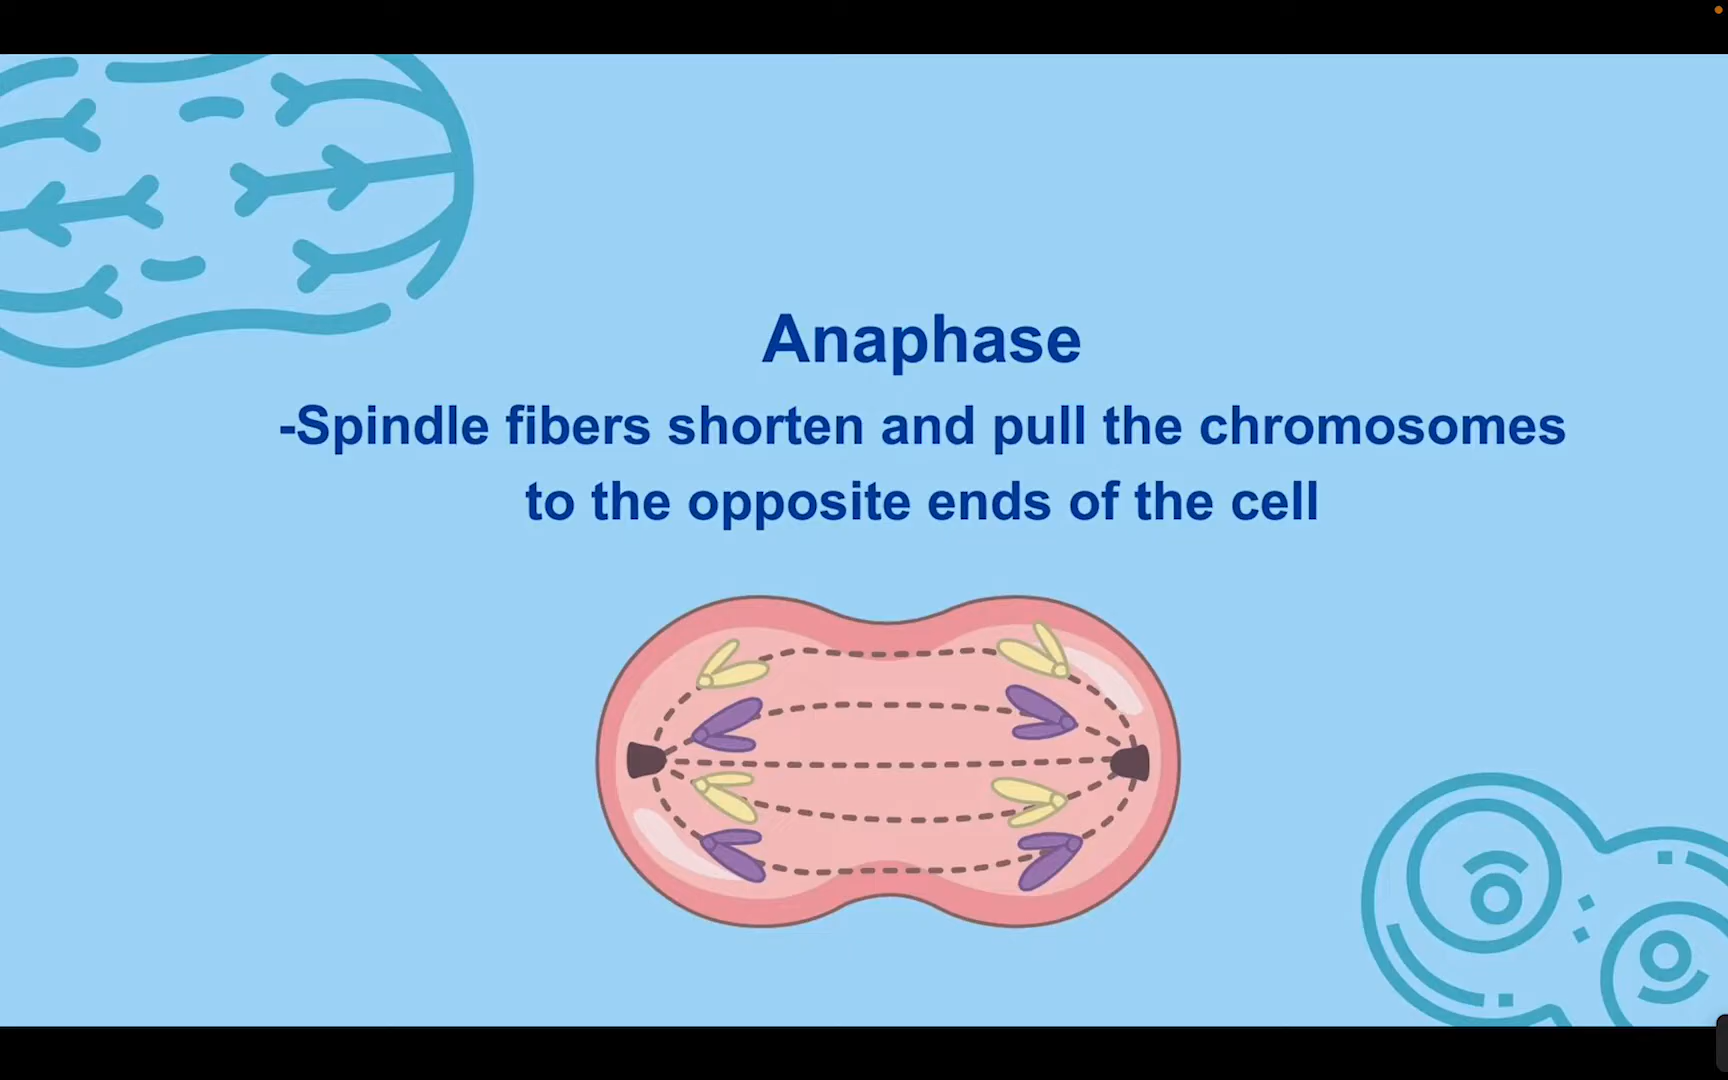 Anaphase
-Spindle fibers shorten and pull the chromosomes
to the opposite ends of the cell